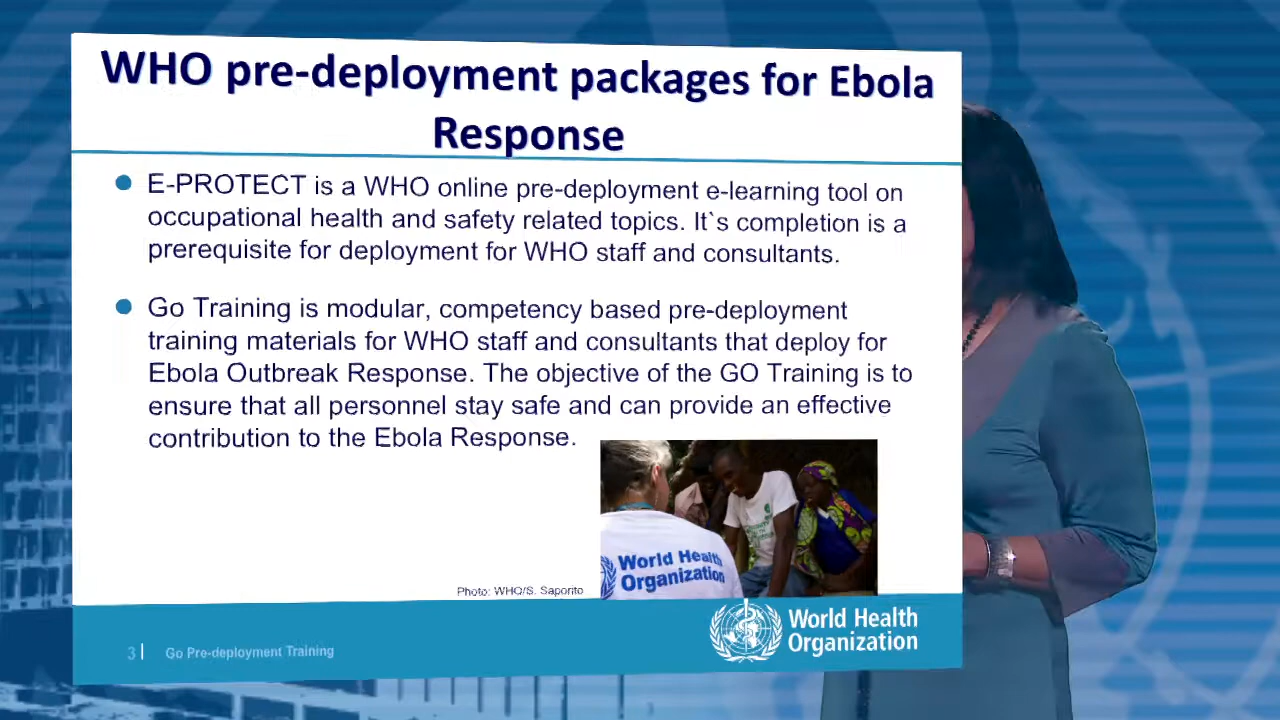 WHO pre-deployment packages for Ebola
Response
E-PROTECT is a WHO online pre-deployment e-learning tool on
occupational health and safety related topics. It`s completion is a
prerequisite for deployment for WHO staff and consultants.
Go Training is modular, competency based pre-deployment
training materials for WHO staff and consultants that deploy for
Ebola Outbreak Response. The objective of the GO Training is to
ensure that all personnel stay safe and can provide an effective
contribution to the Ebola Response.
World Health
Organization
Photo: WHO/S. Saporito
World Health
Organization
3 Go Pre-deployment Training